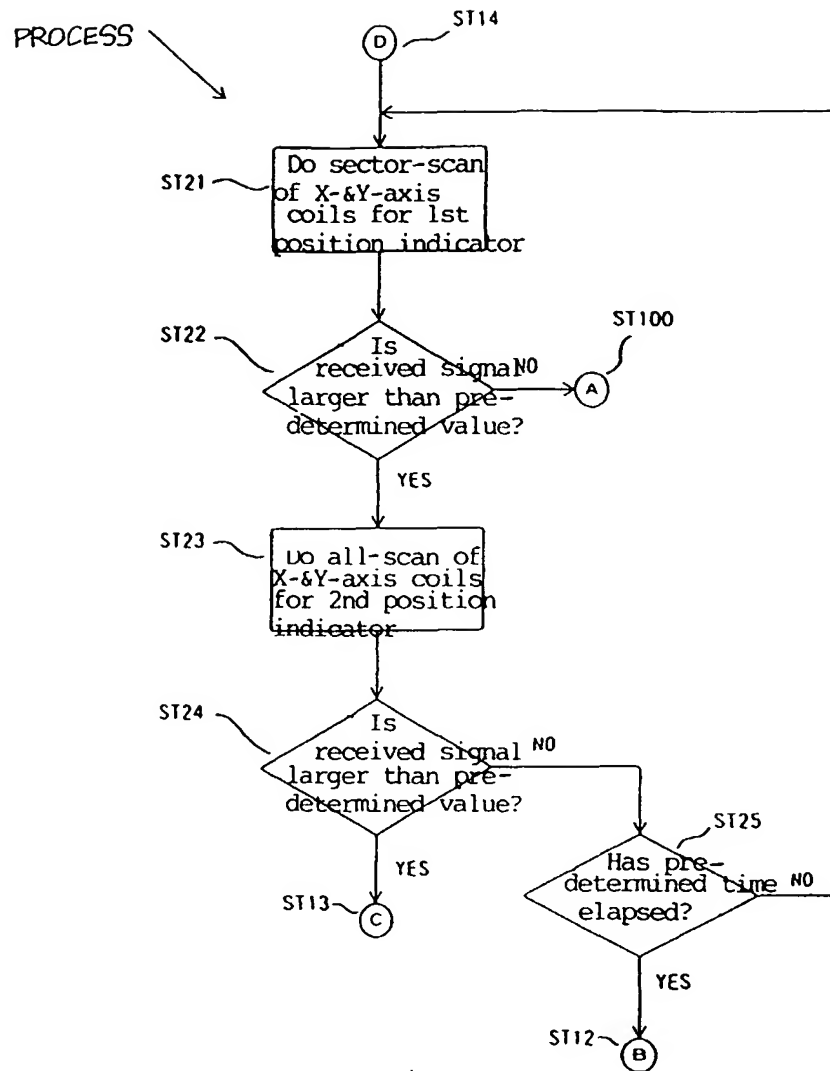 PROCESS
D
ST14
ST21
Do sector-scan
of X-&Y-axis
coils for 1st
position indicator
ST22
Is
received signal
larger than pre-
determined value?
NO
ST100
A
YES
ST23
Do all-scan of
X-&Y-axis coils
for 2nd position
indicator
ST24
Is
received signal
larger than pre-
determined value?
NO
YES
ST13
C
ST25
Has pre-
determined time
elapsed?
NO
YES
ST12
B